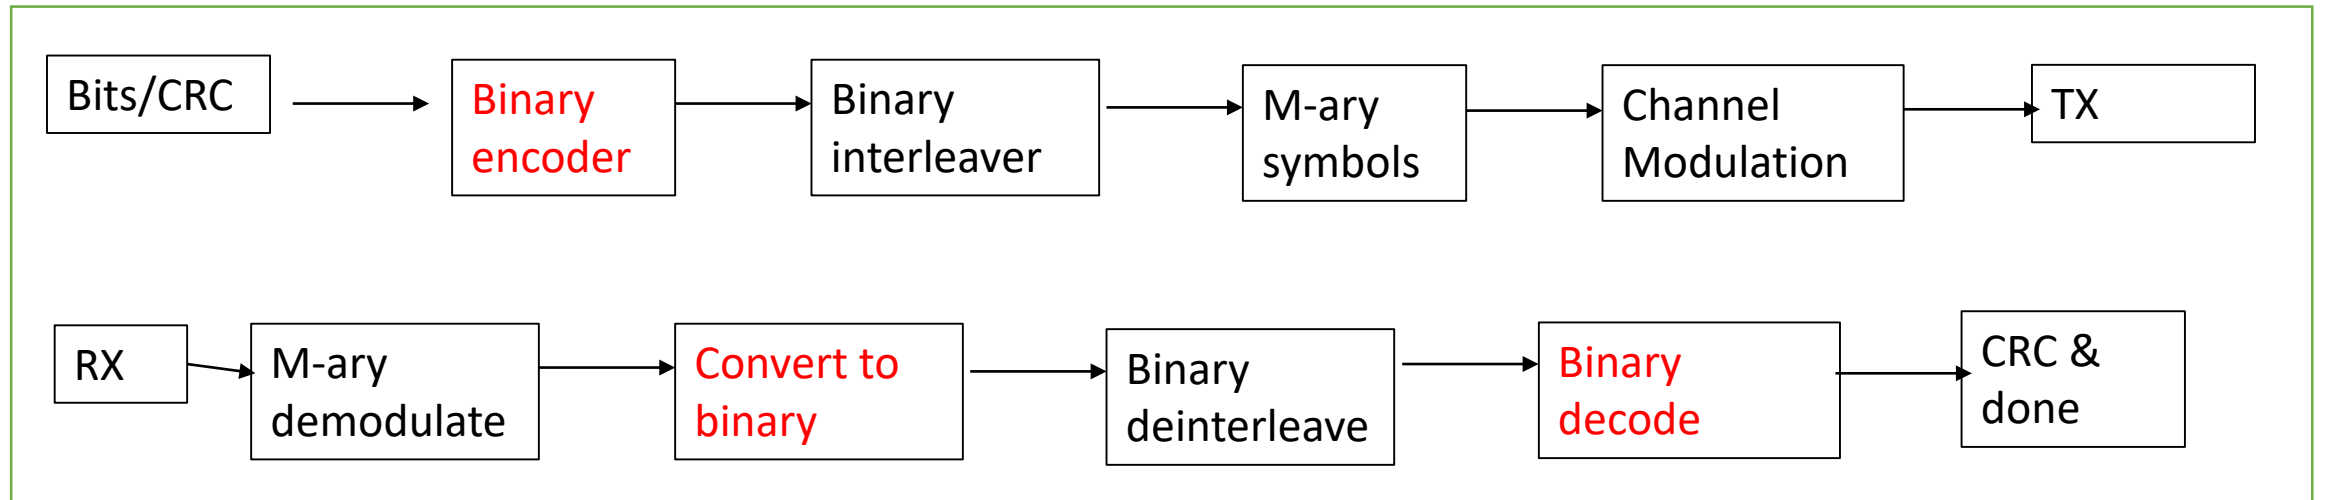 Bits/CRC
Binary
encoder
Binary
interleaver
M-ary
symbols
Channel
Modulation
TX
RX
M-ary
demodulate
Convert to
binary
Binary
deinterleave
Binary
decode
CRC &
done